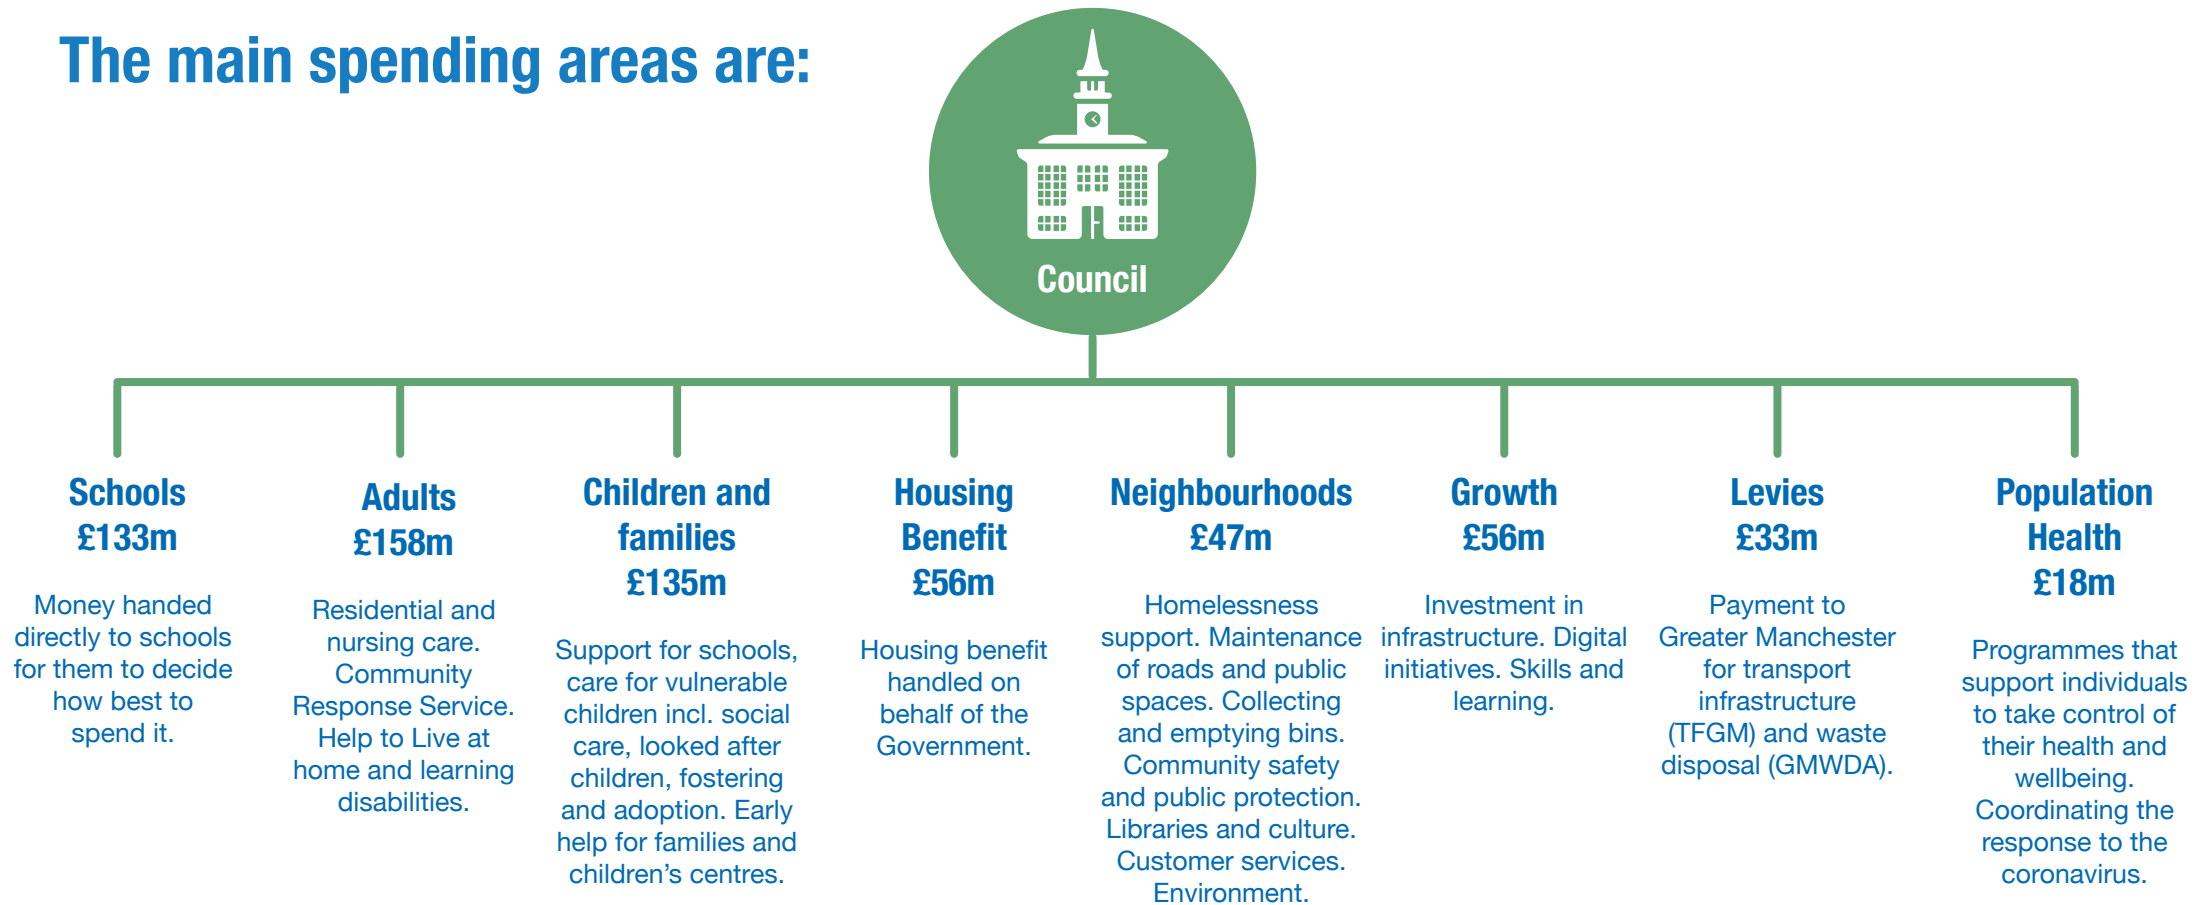 The main spending areas are:
Council
Schools
£133m
Money handed
directly to schools
for them to decide
how best to
spend it.
Adults
£158m
Residential and
nursing care.
Community
Response Service.
Help to Live at
home and learning
disabilities.
Children and
families
£135m
Support for schools,
care for vulnerable
children incl. social
care, looked after
children, fostering
and adoption. Early
help for families and
children’s centres.
Housing
Benefit
£56m
Housing benefit
handled on
behalf of the
Government.
Neighbourhoods
£47m
Homelessness
support. Maintenance
of roads and public
spaces. Collecting
and emptying bins.
Community safety
and public protection.
Libraries and culture.
Customer services.
Environment.
Growth
£56m
Investment in
infrastructure. Digital
initiatives. Skills and
learning.
Levies
£33m
Payment to
Greater Manchester
for transport
infrastructure
(TFGM) and waste
disposal (GMWDA).
Population
Health
£18m
Programmes that
support individuals
to take control of
their health and
wellbeing.
Coordinating the
response to the
coronavirus.